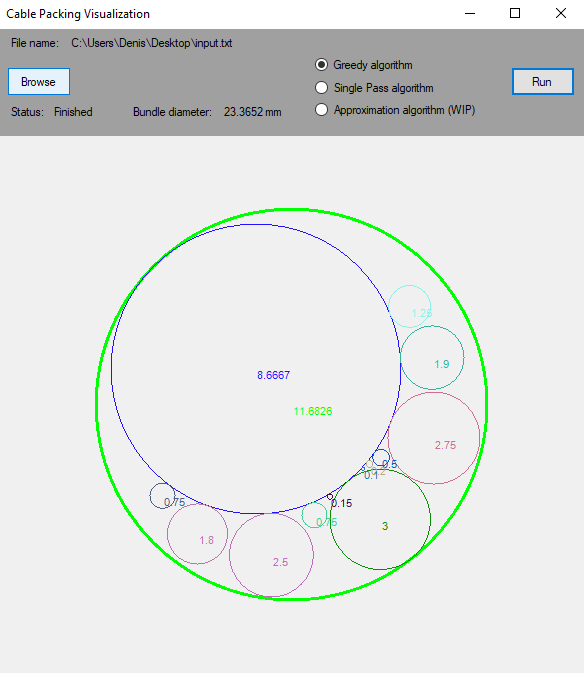 Cable Packing Visualization
File name: C:\Users\Denis\Desktop\input.txt
Greedy algorithm
Browse
Single Pass algorithm
Run
Status: Finished
Bundle diameter: 23.3652 mm
Approximation algorithm (WIP)
1.25
1.9
8.6667
11.6826
2.75
0.5
0.1
0.75
0.15
0.75
3
1.8
2.5